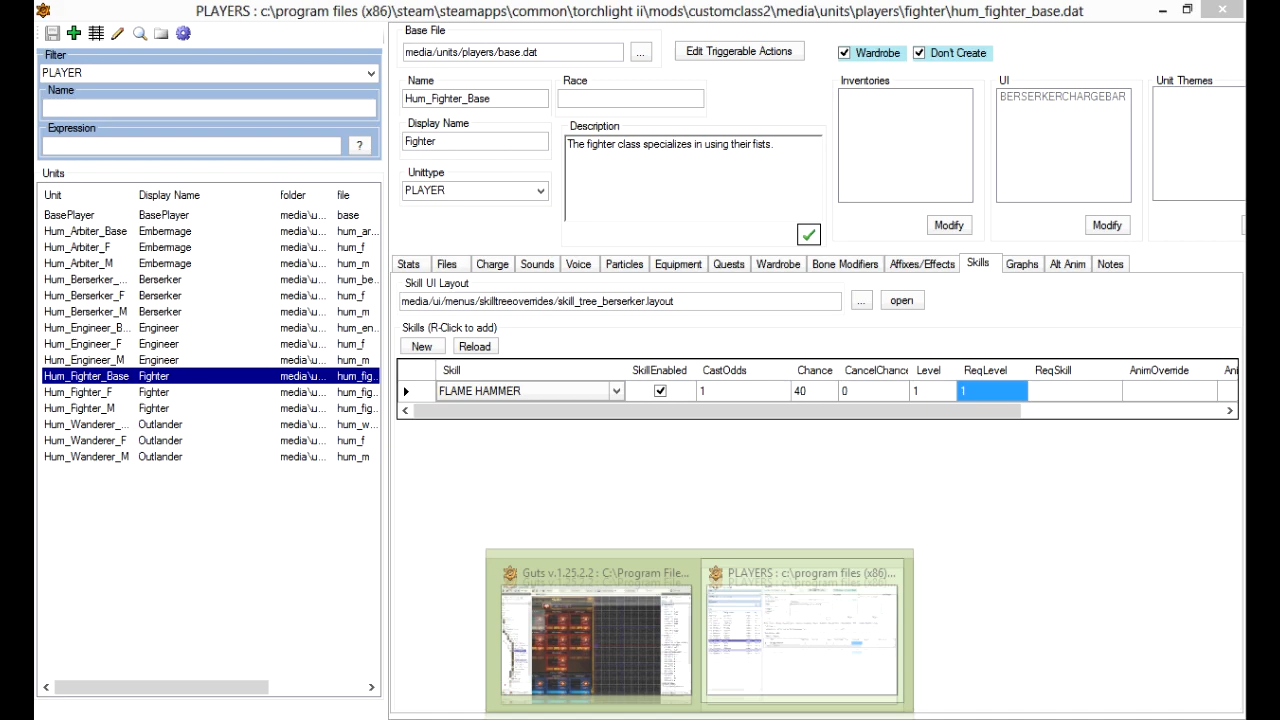 PLAYERS : c:\program files (x86)\steam\steamapps\common\torchlight ii\mods\customclass2\media\units\players\fighter\hum_fighter_base.dat
Filter
PLAYER
Name
Expression
?
Units
Unit Display Name folder file
BasePlayer BasePlayer media\u... base
Hum_Arbiter_Base Embermage media\u... hum_ar...
Hum_Arbiter_F Embermage media\u... hum_f
Hum_Arbiter_M Embermage media\u... hum_m
Hum_Berserker_... Berserker media\u... hum_be...
Hum_Berserker_F Berserker media\u... hum_f
Hum_Berserker_M Berserker media\u... hum_m
Hum_Engineer_B... Engineer media\u... hum_en...
Hum_Engineer_F Engineer media\u... hum_f
Hum_Engineer_M Engineer media\u... hum_m
Hum_Fighter_Base Fighter media\u... hum_fig...
Hum_Fighter_F Fighter media\u... hum_fig...
Hum_Fighter_M Fighter media\u... hum_fig...
Hum_Wanderer_... Outlander media\u... hum_w...
Hum_Wanderer_F Outlander media\u... hum_f
Hum_Wanderer_M Outlander media\u... hum_m
Base File
media/units/players/base.dat ... Edit Triggerable Actions Wardrobe Don't Create
Name Race Inventories UI Unit Themes
Hum_Fighter_Base BERSERKERCHARGEBAR
Display Name Description
Fighter The fighter class specializes in using their fists.
Unittype
PLAYER
Modify Modify
Stats Files Charge Sounds Voice Particles Equipment Quests Wardrobe Bone Modifiers Affixes/Effects Skills Graphs Alt Anim Notes
Skill UI Layout
media/ui/menus/skilltreeoverrides/skill_tree_berserker.layout ... open
Skills (R-Click to add)
New Reload
Skill SkillEnabled CastOdds Chance CancelChance Level ReqLevel ReqSkill AnimOverride Ani
FLAME HAMMER 1 40 0 1 1
Guts v.1.25.2.2 : C:\Program File... PLAYERS : c:\program files (x86)...